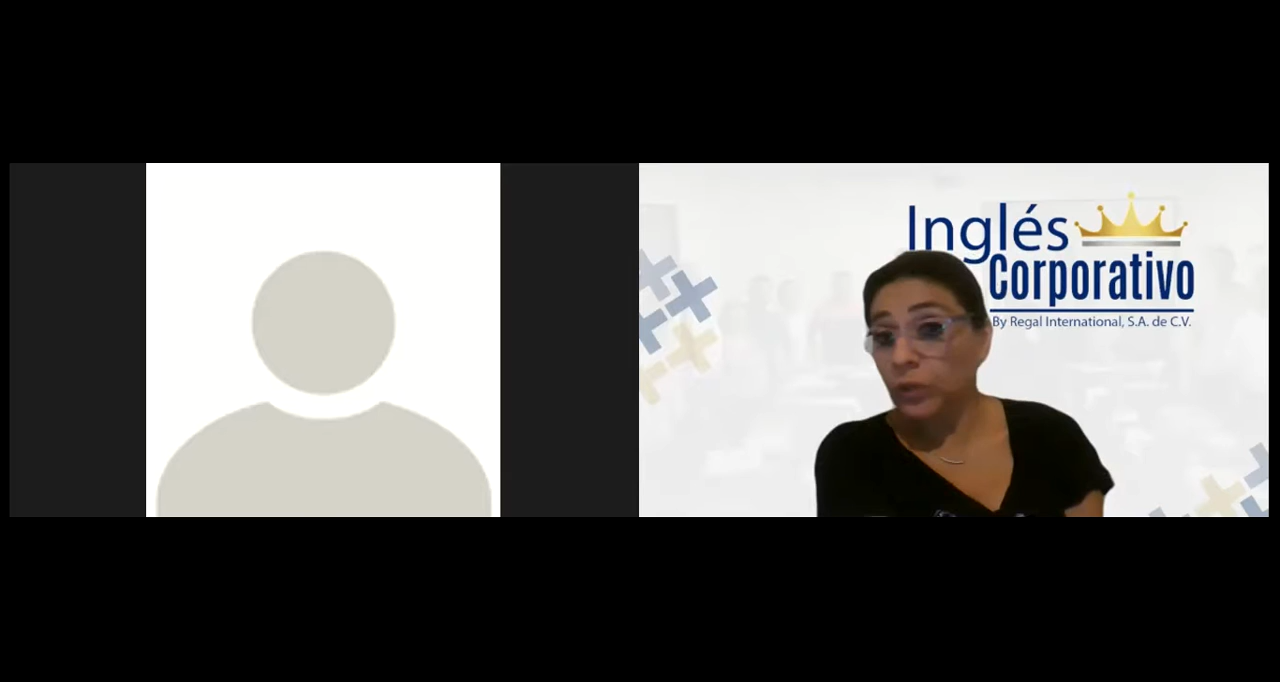 Inglés
Corporativo
By Regal International, S.A. de C.V.